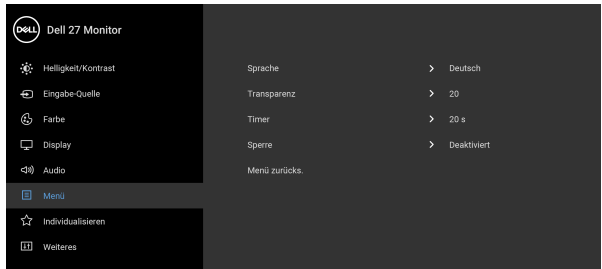 DELL Dell 27 Monitor
Helligkeit/Kontrast
Eingabe-Quelle
Farbe
Display
Audio
Menü
Individualisieren
Weiteres
Sprache > Deutsch
Transparenz > 20
Timer > 20 s
Sperre > Deaktiviert
Menü zurücks.